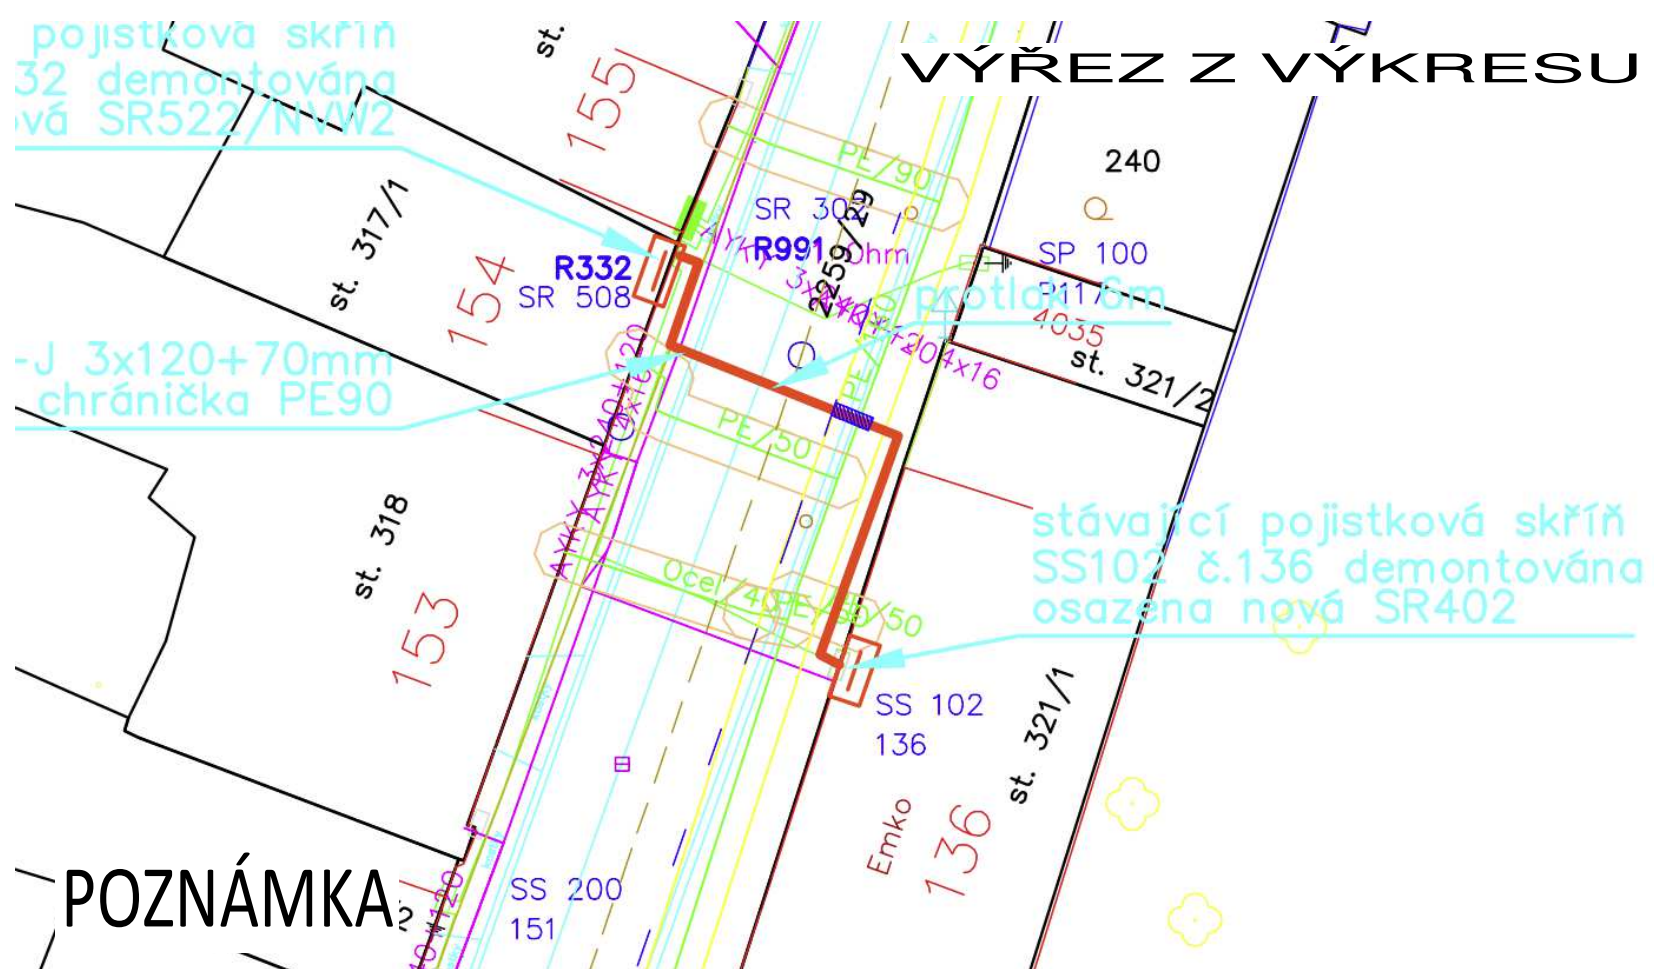 pojistková skříň
32 demontována
ová SR522/NVW2
VÝŘEZ Z VÝKRESU
st.
155
PE/90
240
SR 302
R991
2259/29
SP 100
st. 317/1
154
R332
SR 508
protlak 6m
4035
st. 321/2
-J 3x120+70mm
chránička PE90
PE/50
st. 318
153
stávající pojistková skříň
SS102 č.136 demontována
osazena nová SR402
SS 102
136
st. 321/1
Emko
136
SS 200
151
POZNÁMKA